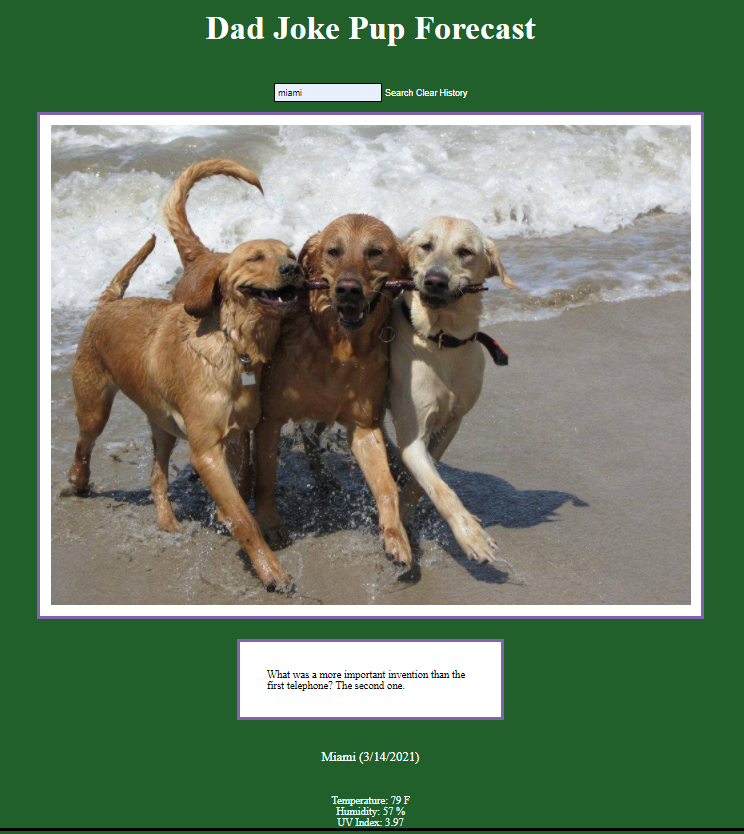 Dad Joke Pup Forecast
miami Search Clear History
What was a more important invention than the
first telephone? The second one.
Miami (3/14/2021)
Temperature: 79 F
Humidity: 57 %
UV Index: 3.97